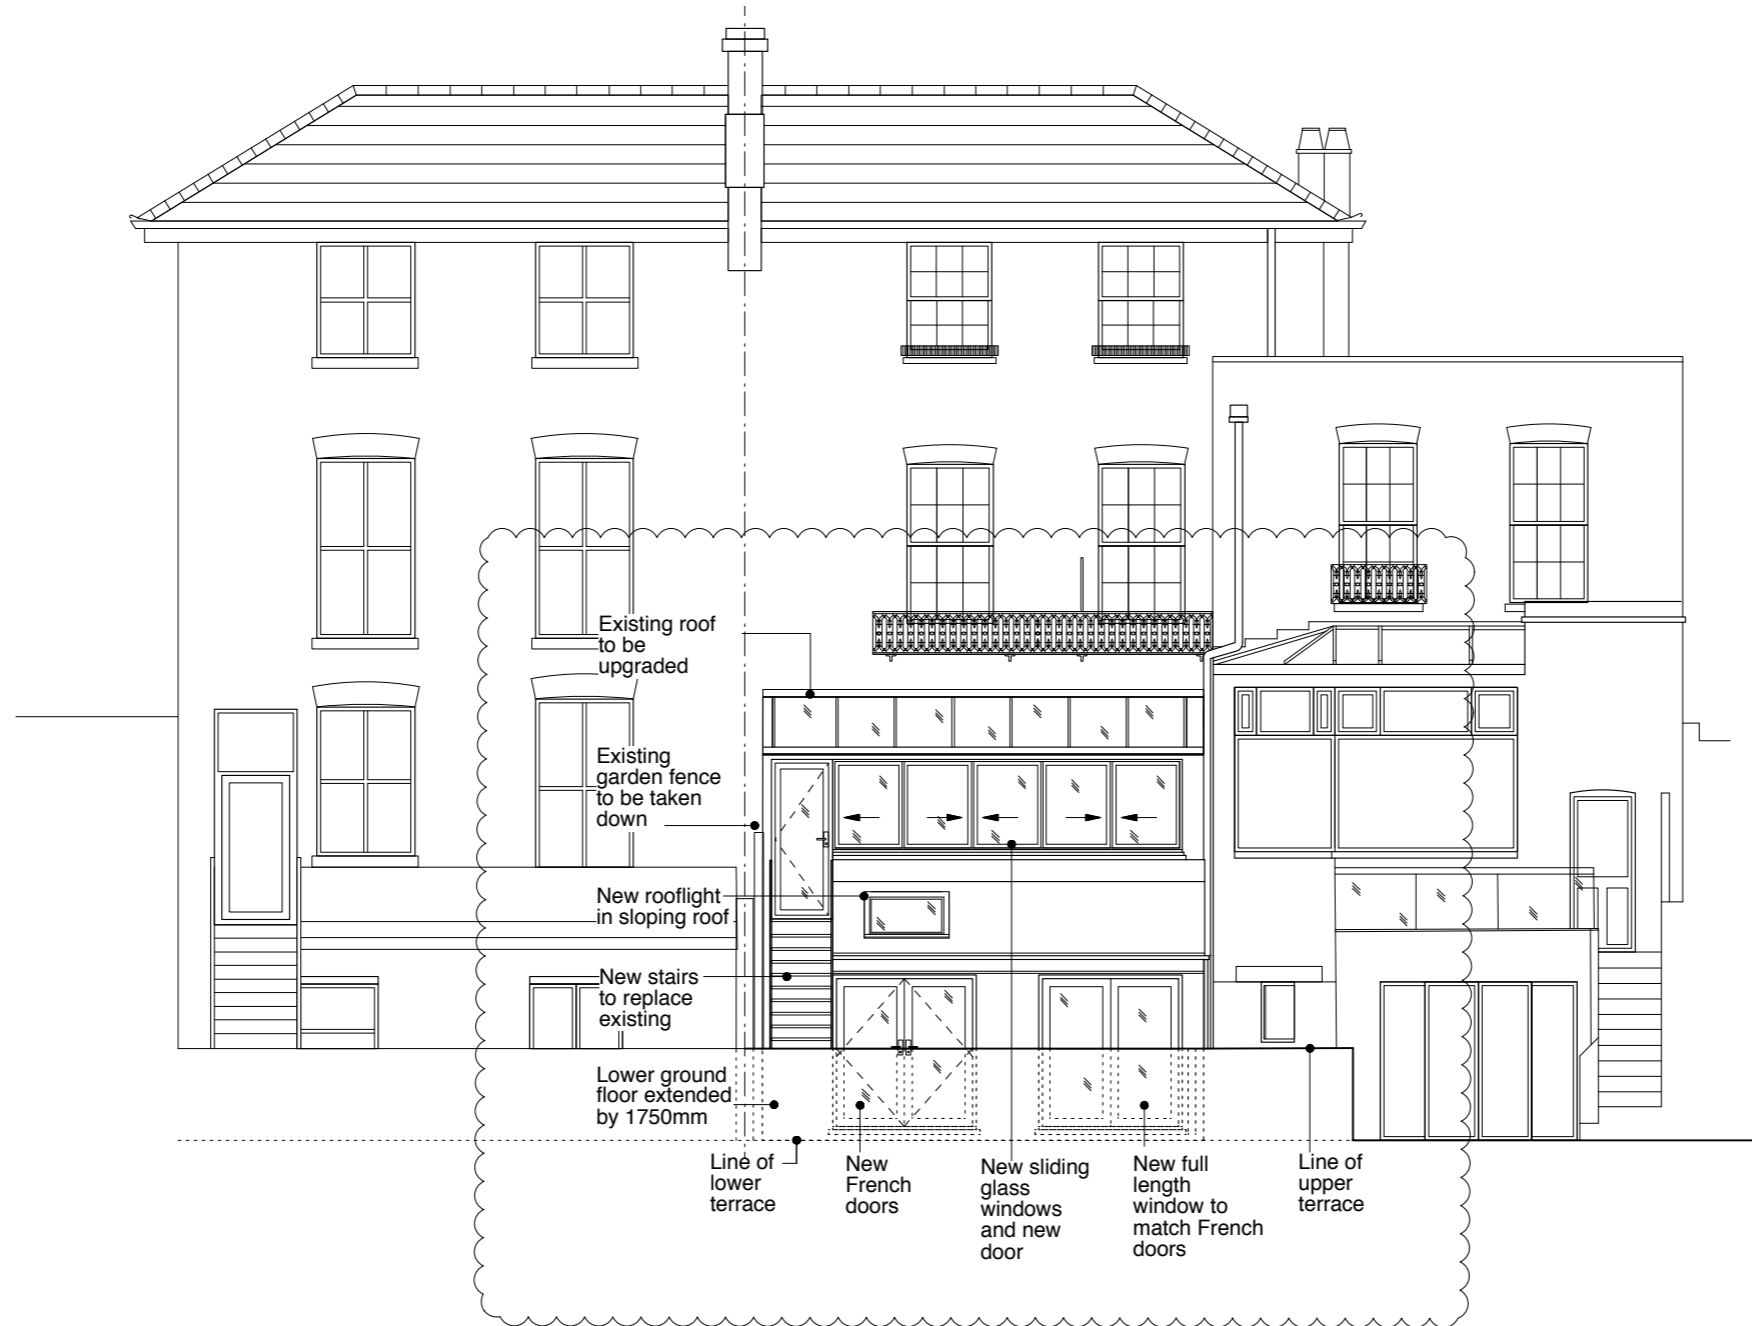 Existing roof
to be
upgraded
Existing
garden fence
to be taken
down
New rooflight
in sloping roof
New stairs
to replace
existing
Lower ground
floor extended
by 1750mm
Line of
lower
terrace
New
French
doors
New sliding
glass
windows
and new
door
New full
length
window to
match French
doors
Line of
upper
terrace